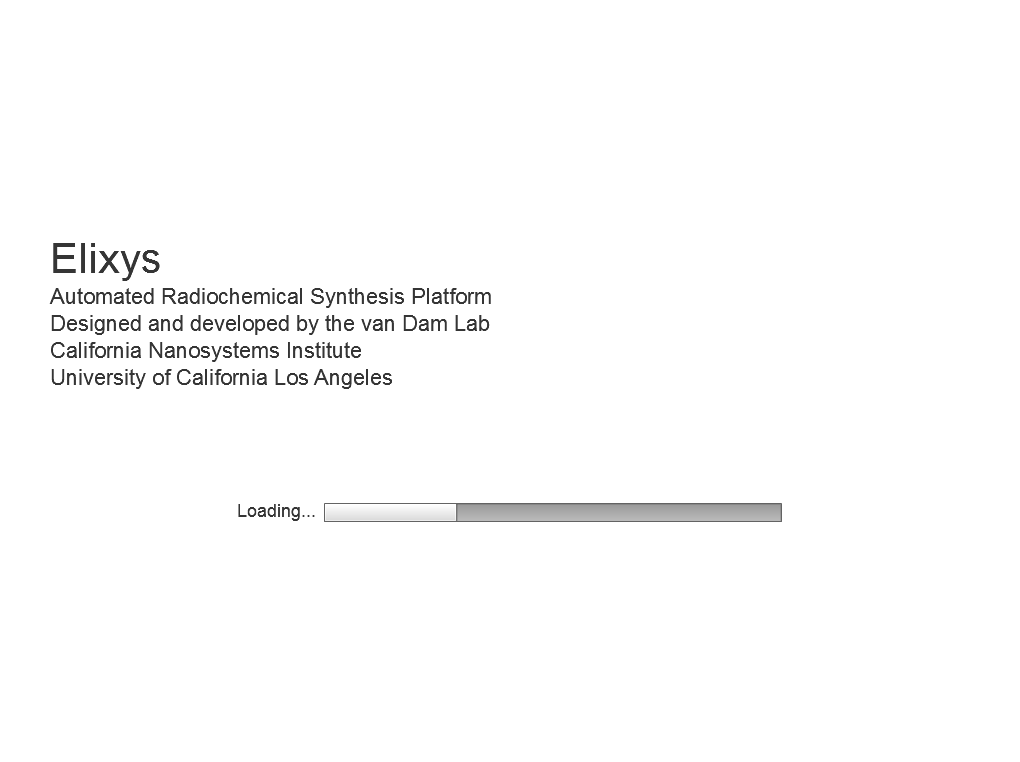 Elixys
Automated Radiochemical Synthesis Platform
Designed and developed by the van Dam Lab
California Nanosystems Institute
University of California Los Angeles
Loading...